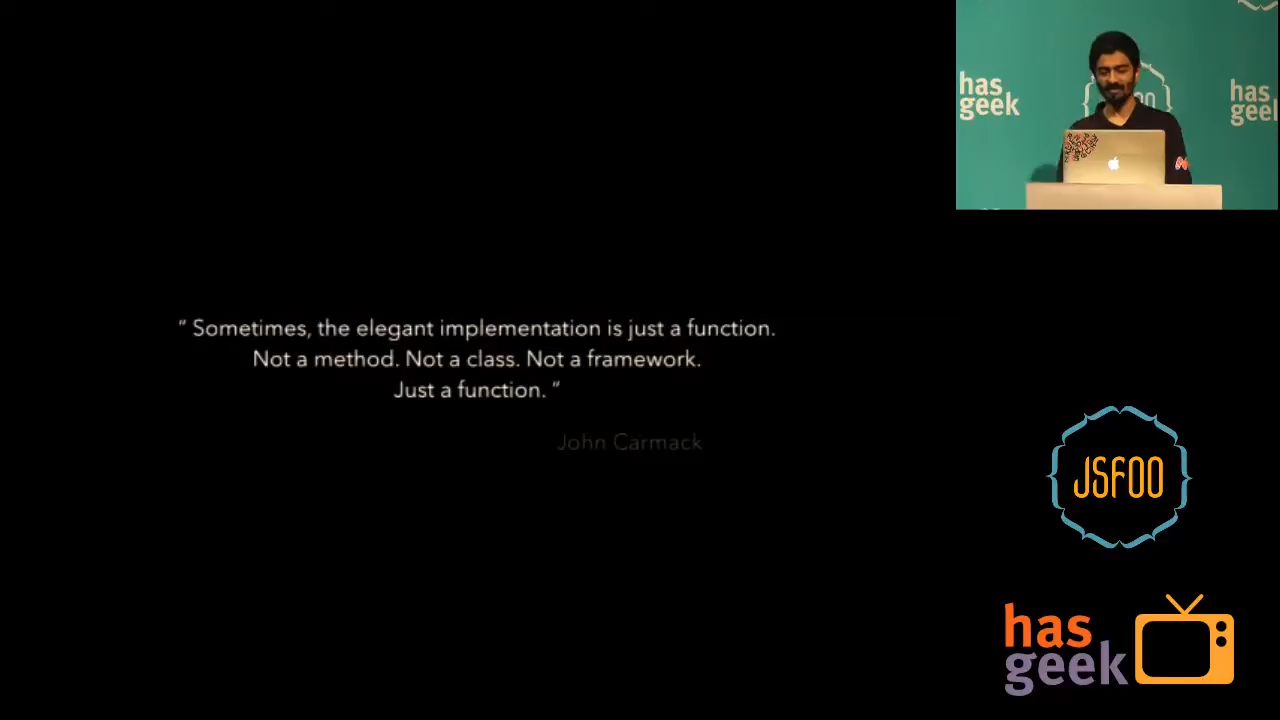 “ Sometimes, the elegant implementation is just a function.
Not a method. Not a class. Not a framework.
Just a function. ”
John Carmack
has
geek
has
geek
JSFOO
has
geek